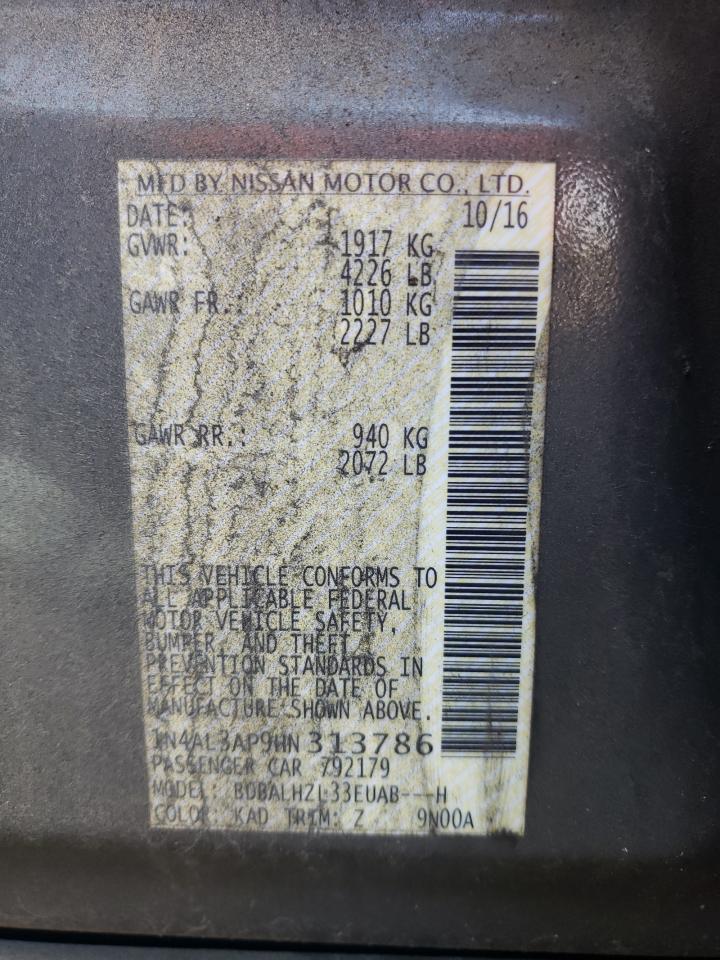 MFD BY NISSAN MOTOR CO., LTD.
DATE: 10/16
GVWR: 1917 KG
4226 LB
GAWR FR.: 1010 KG
2227 LB
GAWR RR.: 940 KG
2072 LB
THIS VEHICLE CONFORMS TO
ALL APPLICABLE FEDERAL
MOTOR VEHICLE SAFETY,
BUMPER, AND THEFT
PREVENTION STANDARDS IN
EFFECT ON THE DATE OF
MANUFACTURE SHOWN ABOVE.
1N4AL3AP9HN 313786
PASSENGER CAR 792179
MODEL: BDBALHZL33EUAB---H
COLOR: KAD TRIM: Z 9N00A